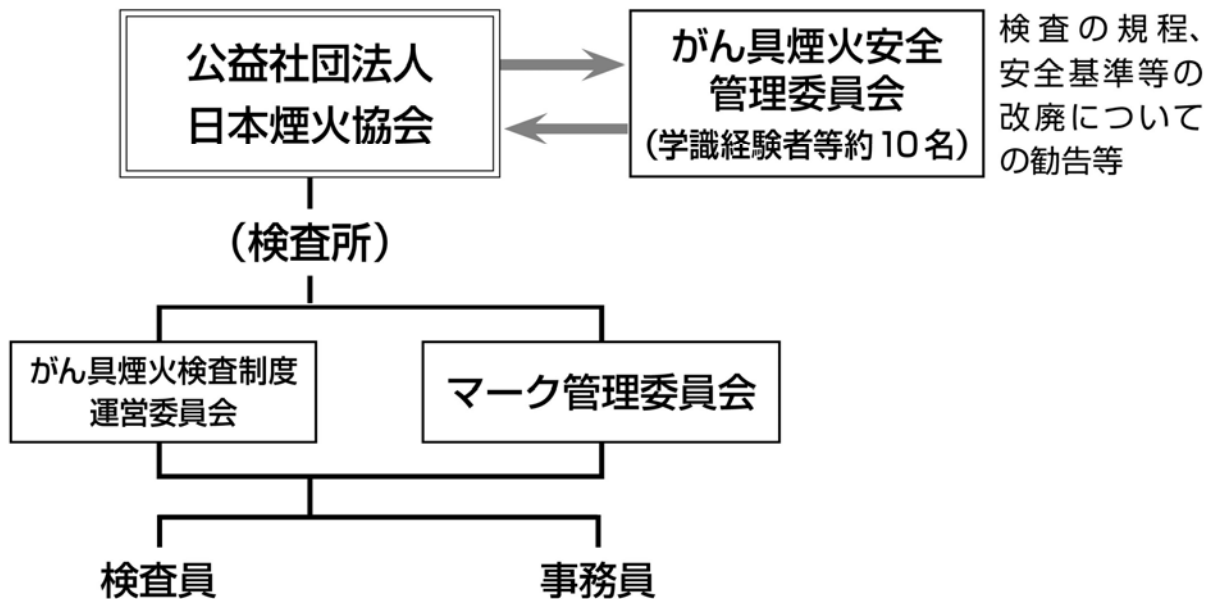 公益社団法人
日本煙火協会
がん具煙火安全
管理委員会
（学識経験者等約10名）
検査の規程、
安全基準等の
改廃について
の勧告等
（検査所）
がん具煙火検査制度
運営委員会
マーク管理委員会
検査員
事務員